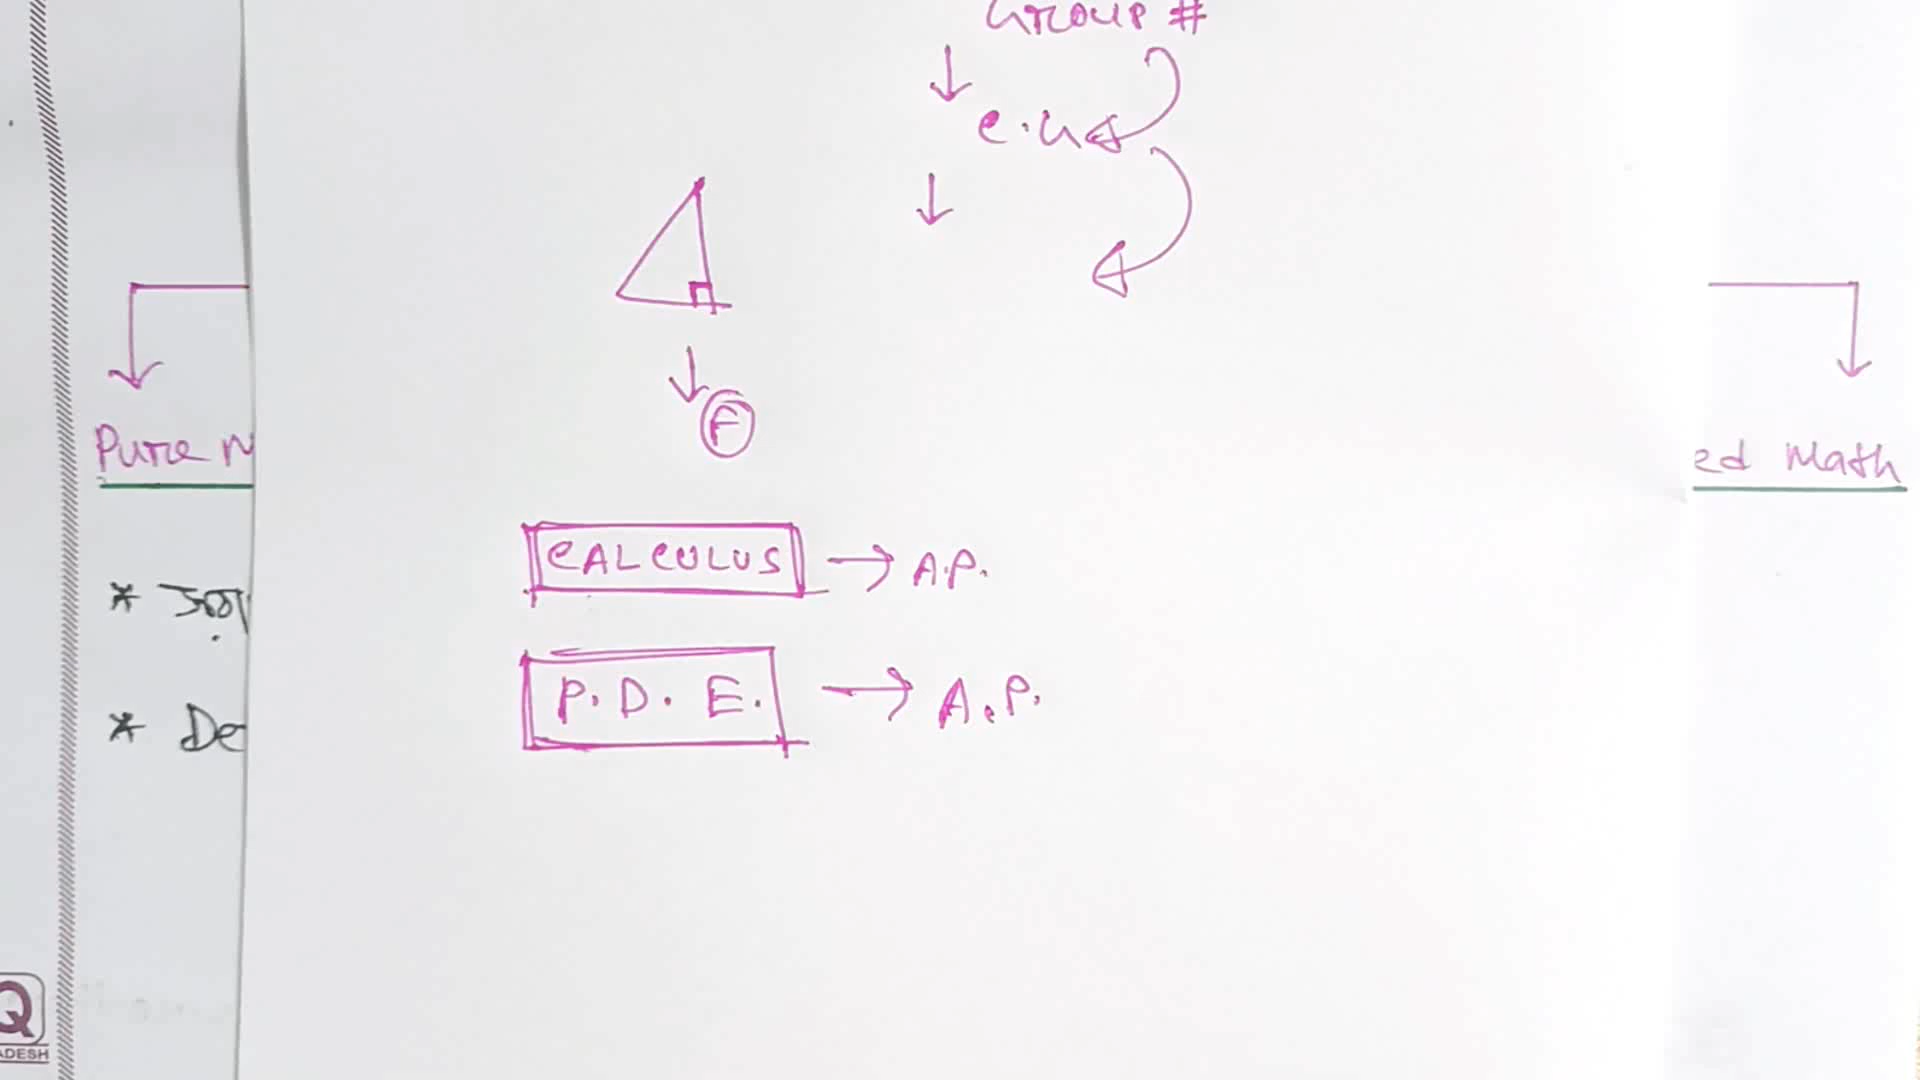 Group #
e.u
F
Pure M
ed Math
CALCULUS → A.P.
P.D.E. → A.P.
* De
Q
ADESH